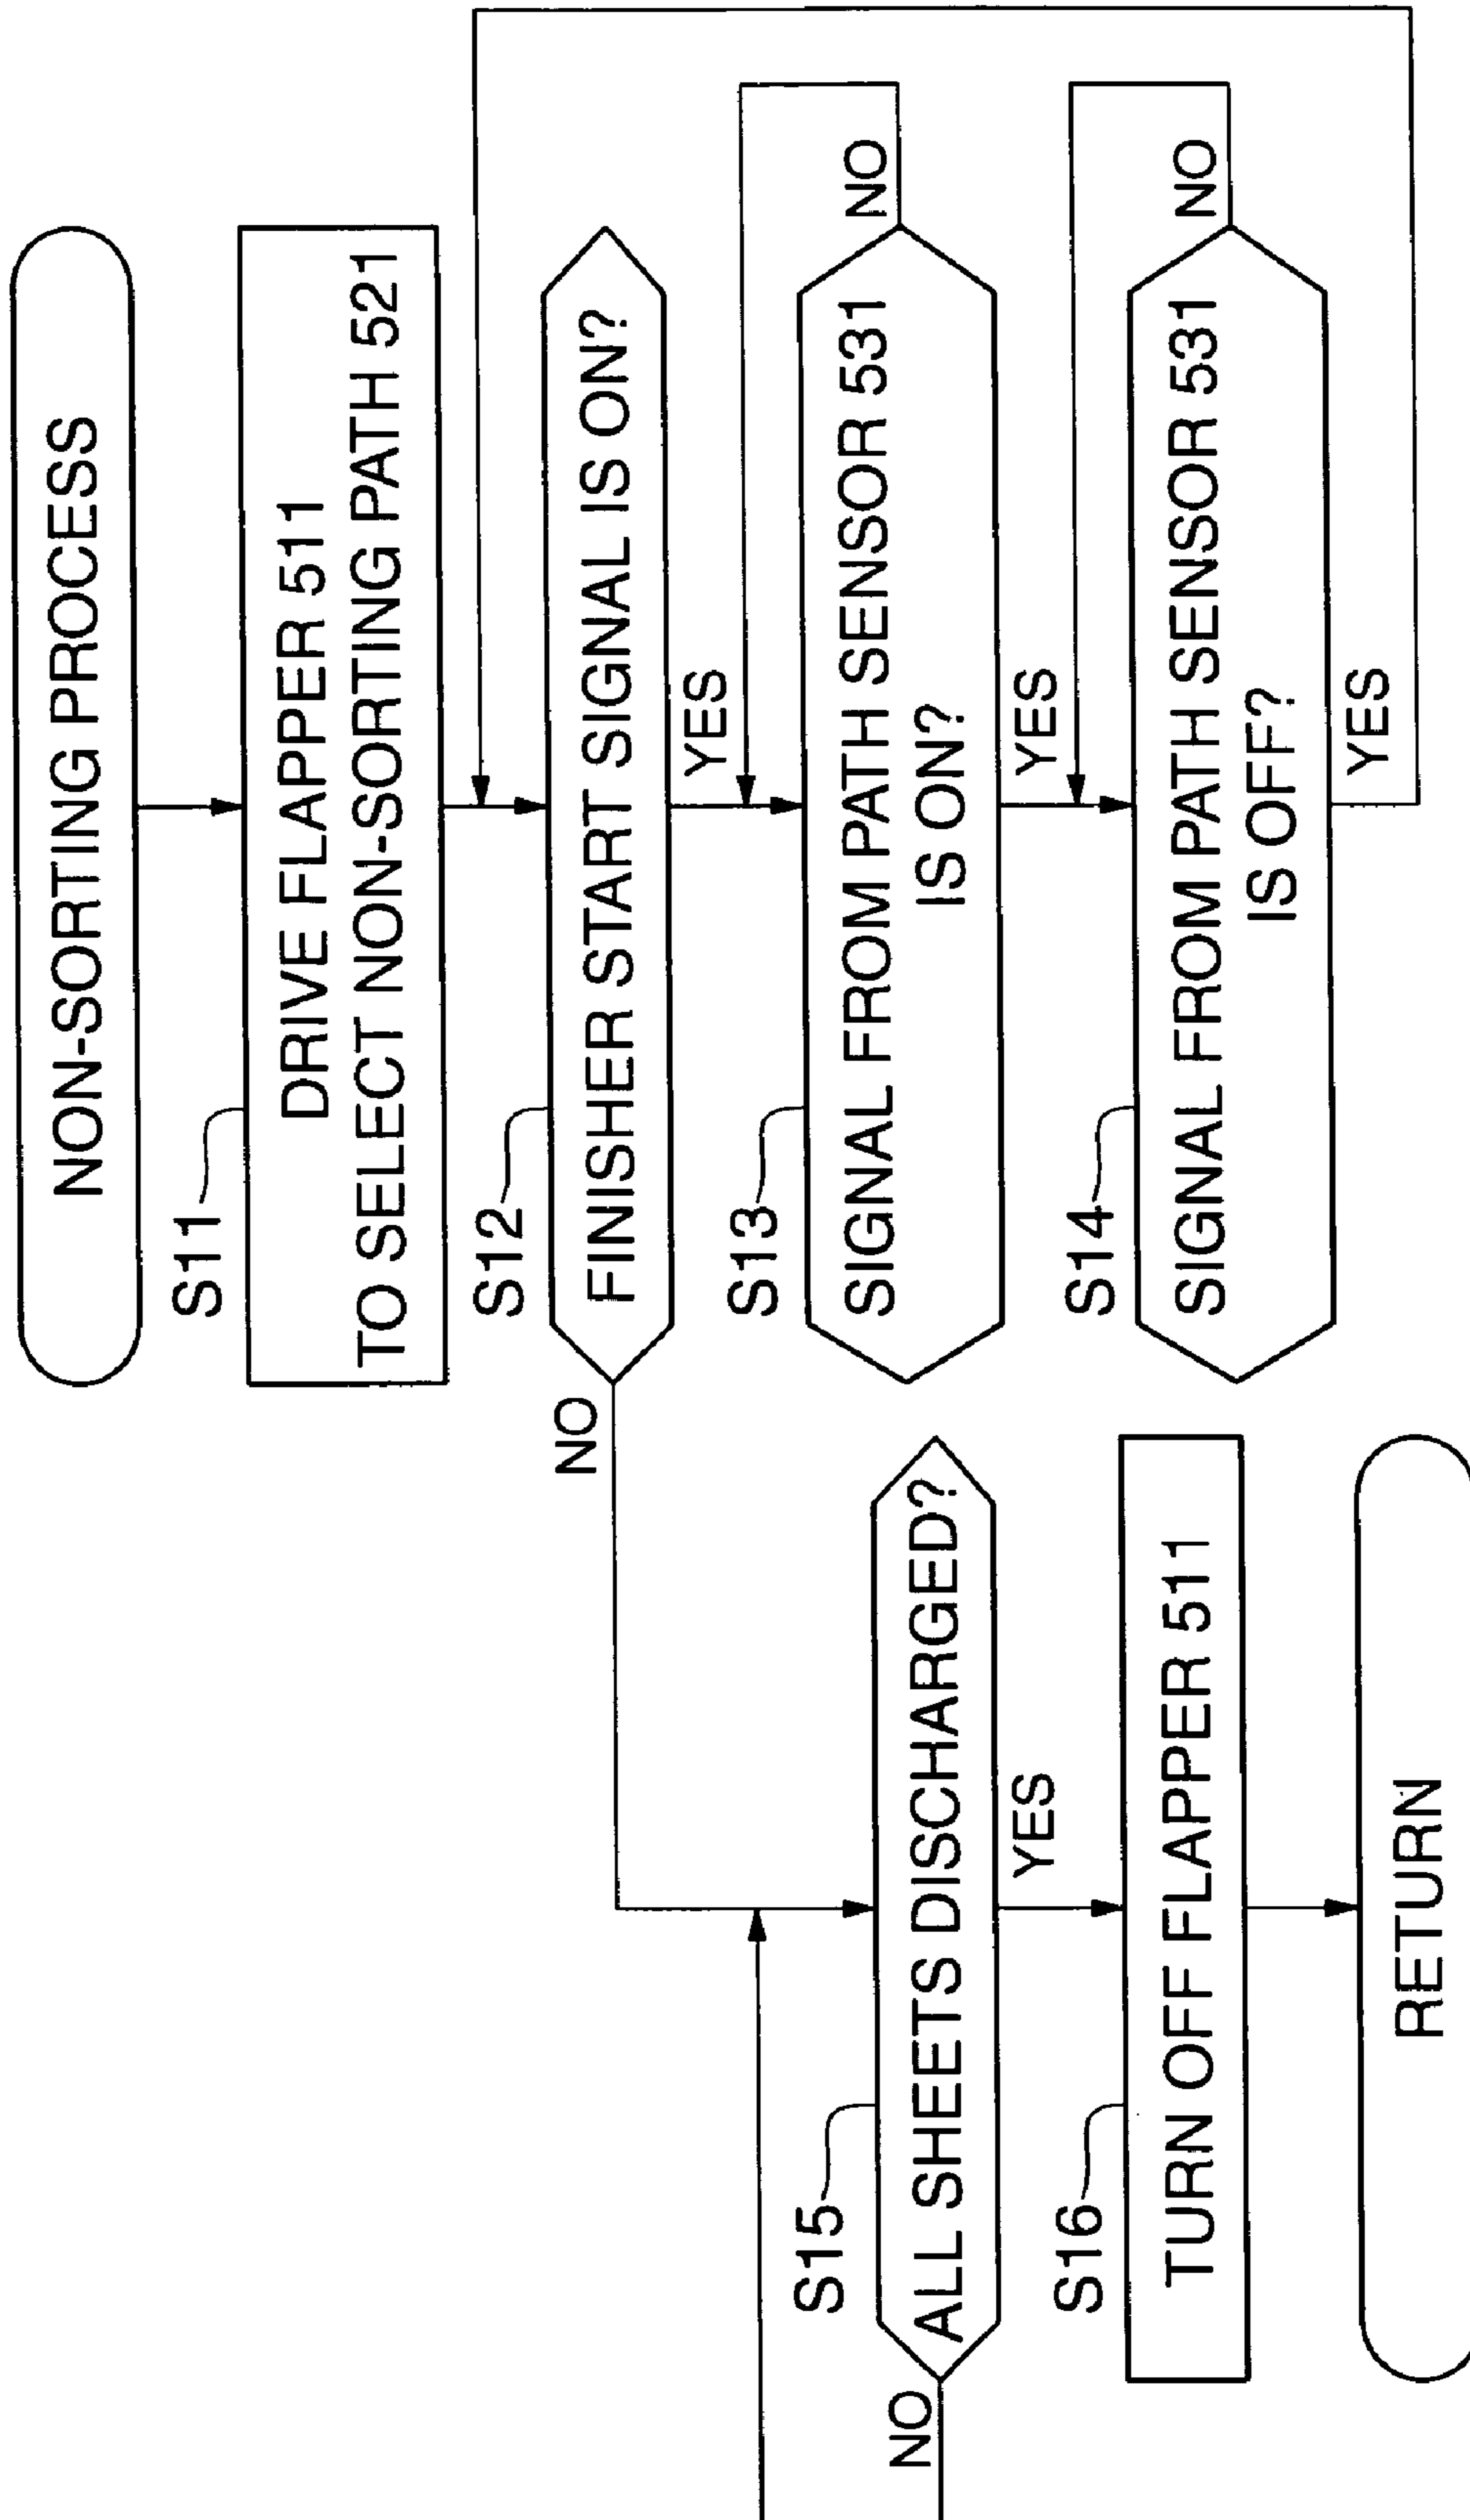 NON-SORTING PROCESS
S11
DRIVE FLAPPER 511
TO SELECT NON-SORTING PATH 521
S12
FINISHER START SIGNAL IS ON?
NO
YES
S13
SIGNAL FROM PATH SENSOR 531
IS ON?
NO
YES
S14
SIGNAL FROM PATH SENSOR 531
IS OFF?
NO
YES
S15
ALL SHEETS DISCHARGED?
NO
YES
S16
TURN OFF FLAPPER 511
RETURN